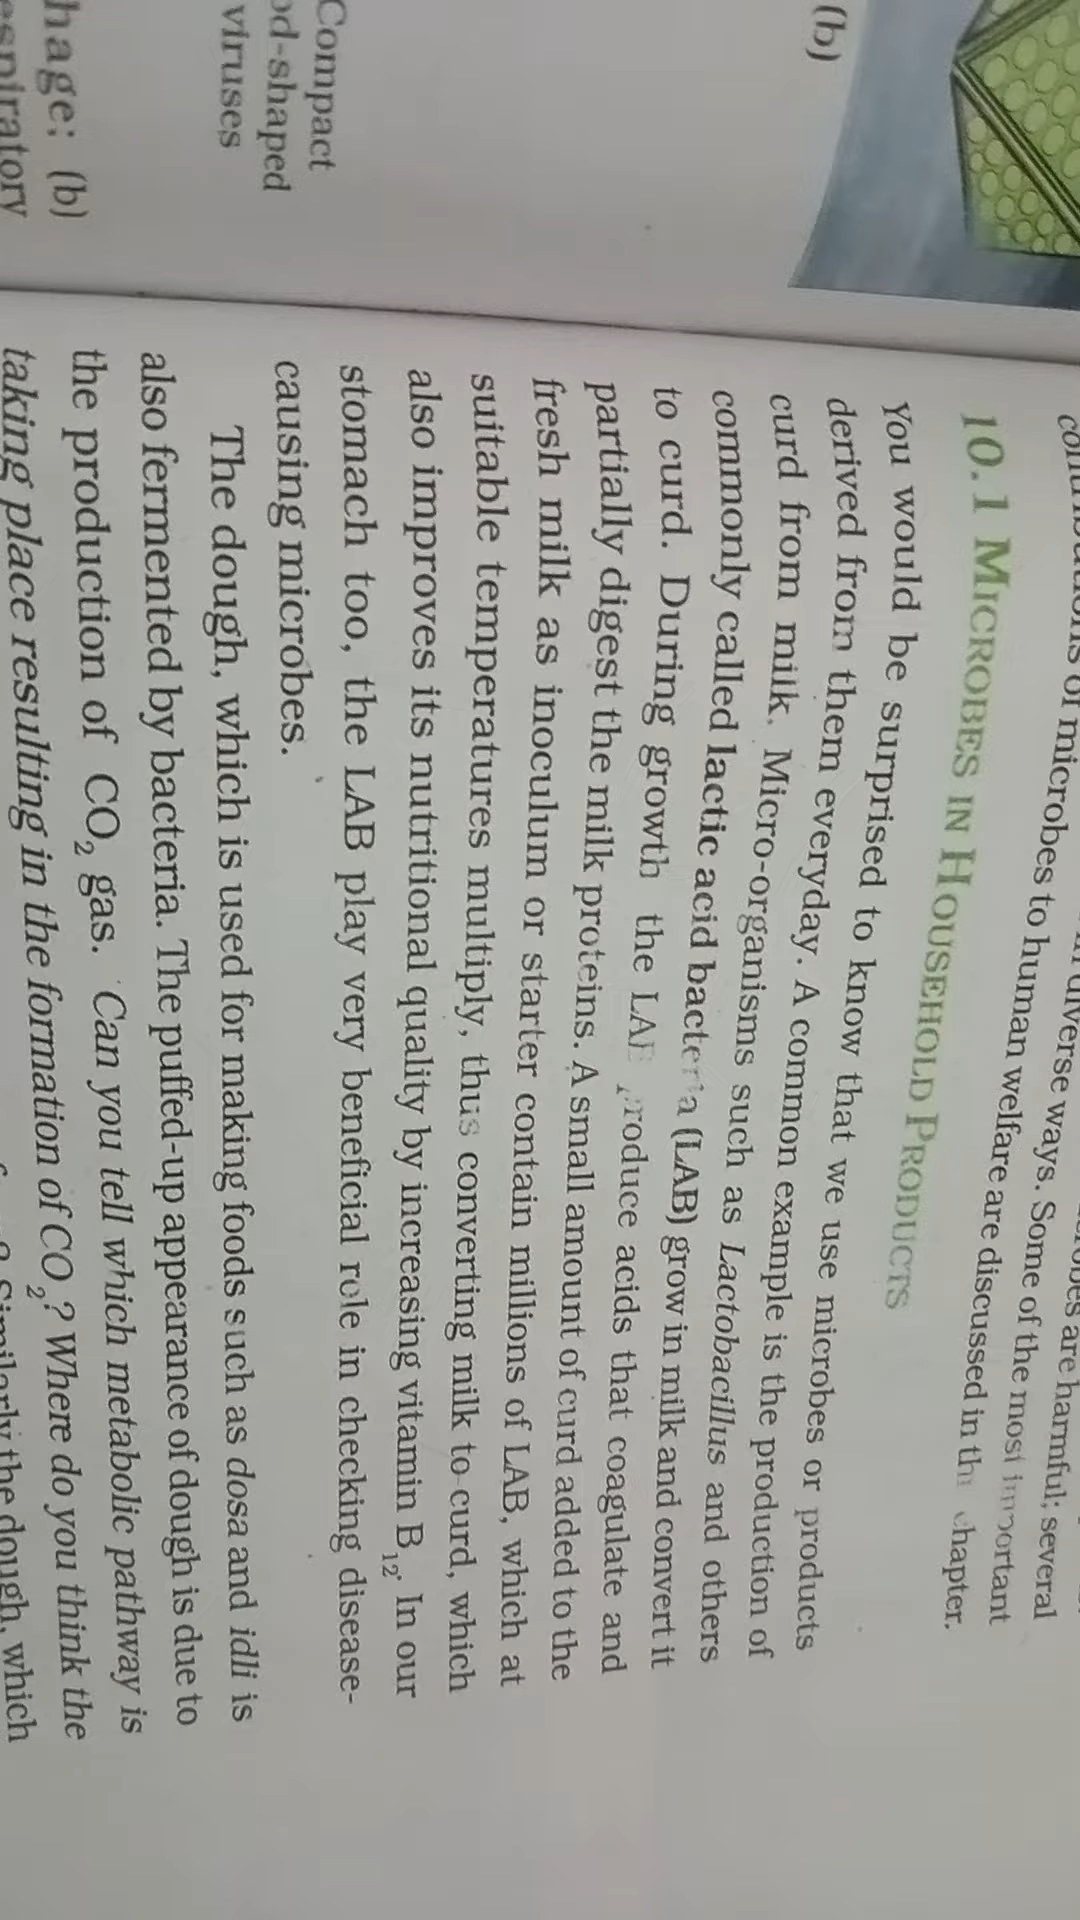 (b)
Compact
od-shaped
viruses
hage; (b)
espiratory
of microbes to human welfare are discussed in chapter.
diverse ways. Some of the most important
are harmful; several
10.1 MICROBES IN HOUSEHOLD PRODUCTS
You would be surprised to know that we use microbes or products
derived from them everyday. A common example is the production of
curd from milk. Micro-organisms such as Lactobacillus and others
commonly called lactic acid bacteria (LAB) grow in milk and convert it
to curd. During growth the LAB produce acids that coagulate and
partially digest the milk proteins. A small amount of curd added to the
fresh milk as inoculum or starter contain millions of LAB, which at
suitable temperatures multiply, thus converting milk to curd, which
also improves its nutritional quality by increasing vitamin B₁₂. In our
stomach too, the LAB play very beneficial role in checking disease-
causing microbes.
The dough, which is used for making foods such as dosa and idli is
also fermented by bacteria. The puffed-up appearance of dough is due to
the production of CO₂ gas. Can you tell which metabolic pathway is
taking place resulting in the formation of CO₂? Where do you think the
Similarly the dough, which